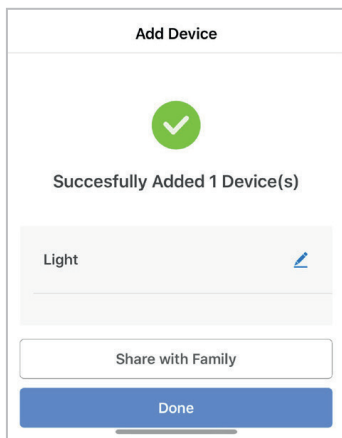 Add Device
Succesfully Added 1 Device(s)
Light
Share with Family
Done